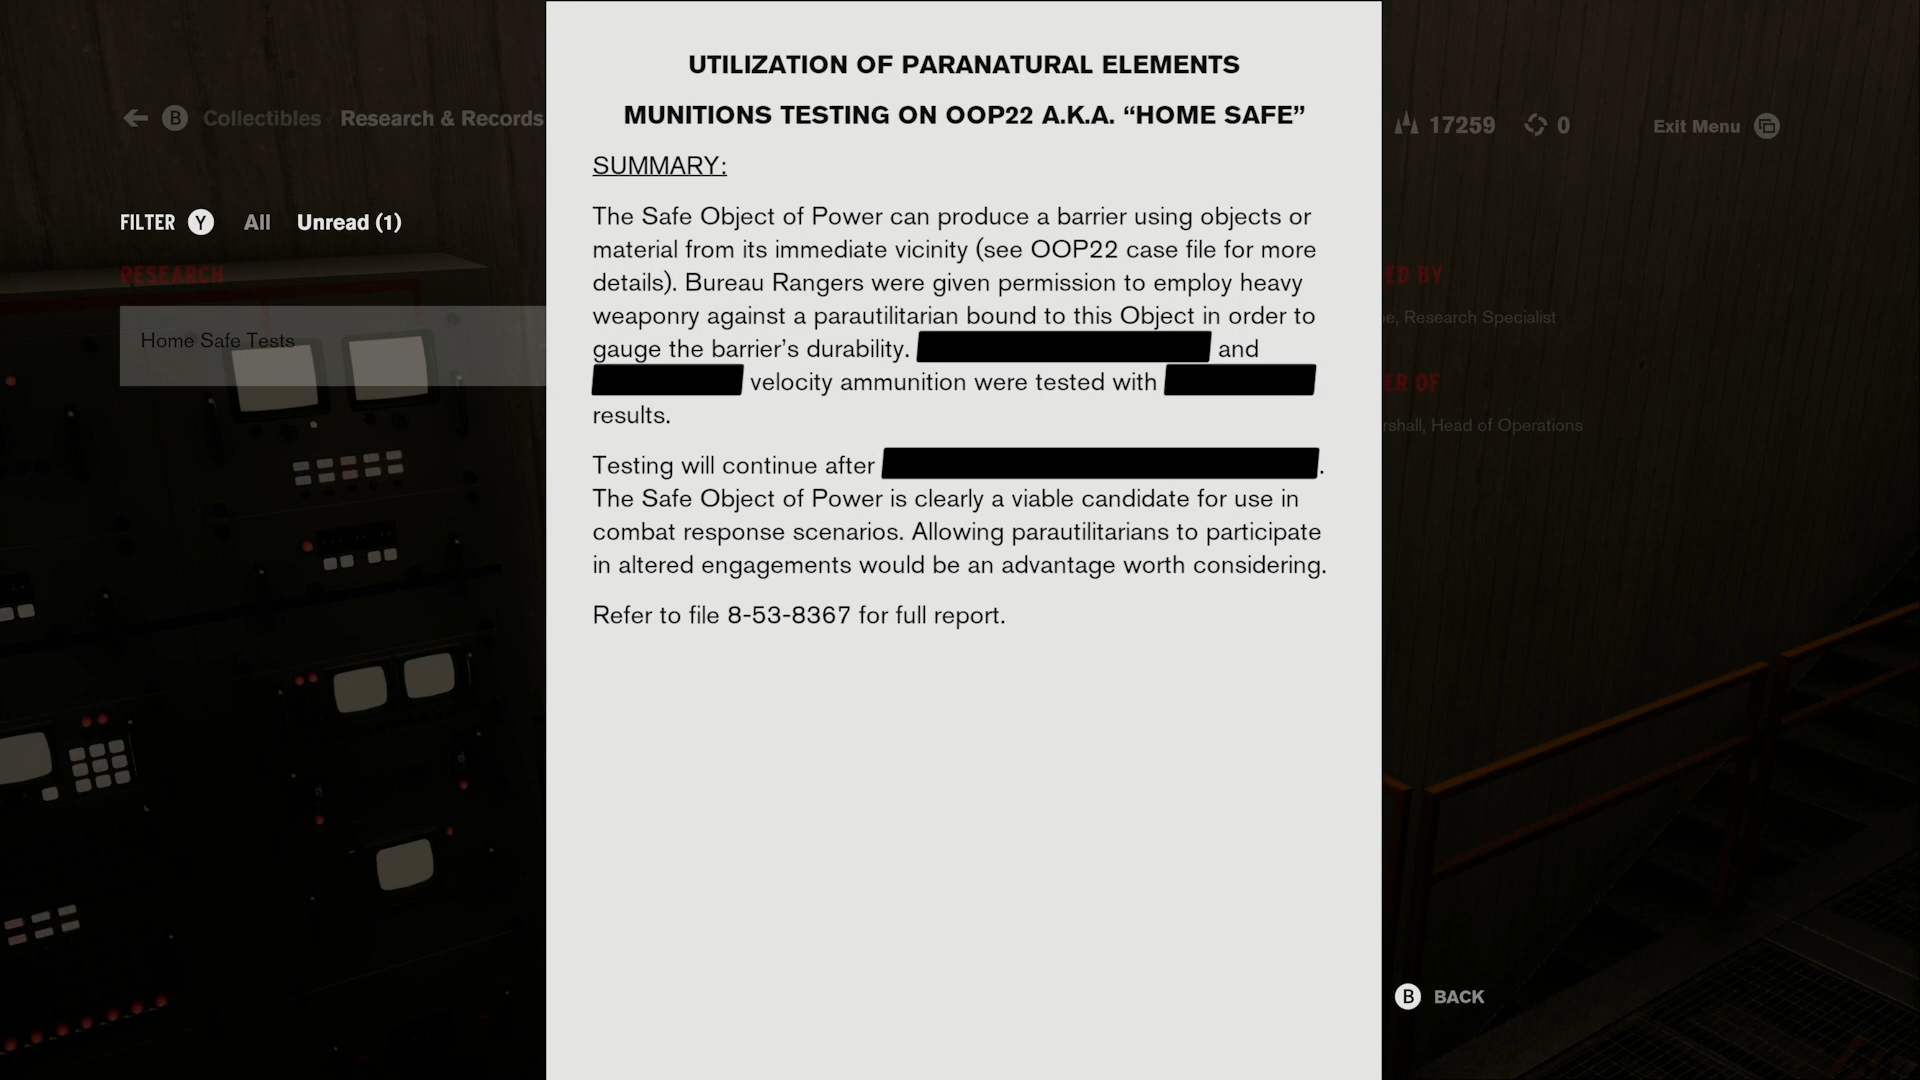 UTILIZATION OF PARANATURAL ELEMENTS
MUNITIONS TESTING ON OOP22 A.K.A. “HOME SAFE”
B Collectibles / Research & Records
17259 0 Exit Menu
SUMMARY:
FILTER Y All Unread (1)
The Safe Object of Power can produce a barrier using objects or
material from its immediate vicinity (see OOP22 case file for more
details). Bureau Rangers were given permission to employ heavy
weaponry against a parautilitarian bound to this Object in order to
gauge the barrier’s durability. and
velocity ammunition were tested with
results.
Testing will continue after .
The Safe Object of Power is clearly a viable candidate for use in
combat response scenarios. Allowing parautilitarians to participate
in altered engagements would be an advantage worth considering.
Refer to file 8-53-8367 for full report.
RESEARCH
Home Safe Tests
ED BY
e, Research Specialist
ER OF
rshall, Head of Operations
B BACK